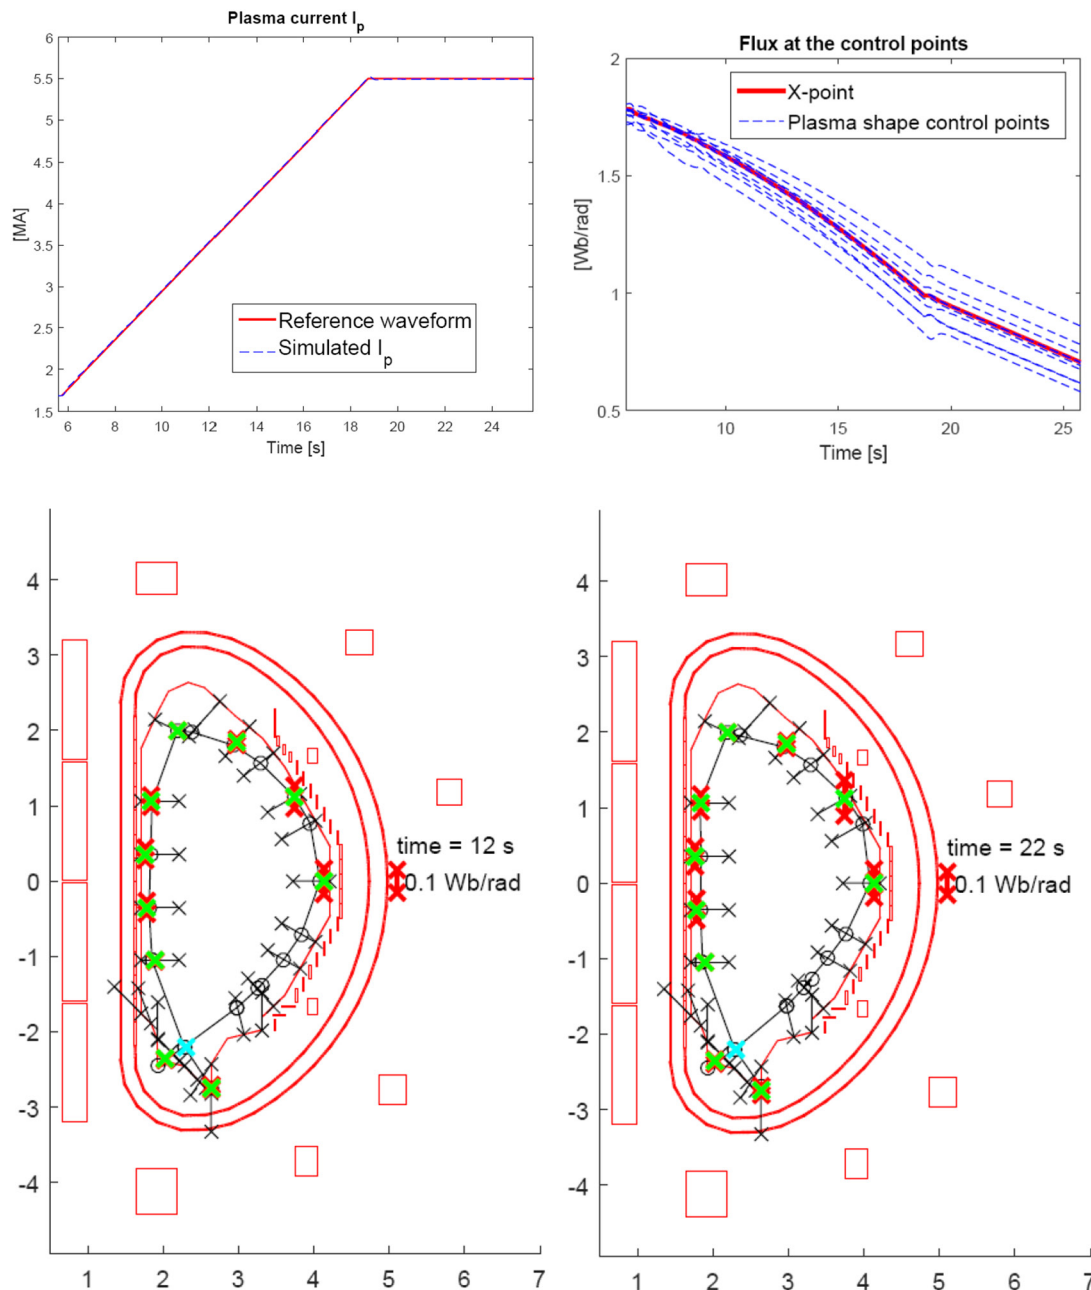 Plasma current I_p
6
5.5
5
4.5
4
3.5
3
2.5
2
1.5
[MA]
Reference waveform
Simulated I_p
6 8 10 12 14 16 18 20 22 24
Time [s]
Flux at the control points
2
1.5
1
0.5
[Wb/rad]
X-point
Plasma shape control points
10 15 20 25
Time [s]
4
3
2
1
0
-1
-2
-3
-4
time = 12 s
0.1 Wb/rad
1 2 3 4 5 6 7
4
3
2
1
0
-1
-2
-3
-4
time = 22 s
0.1 Wb/rad
1 2 3 4 5 6 7